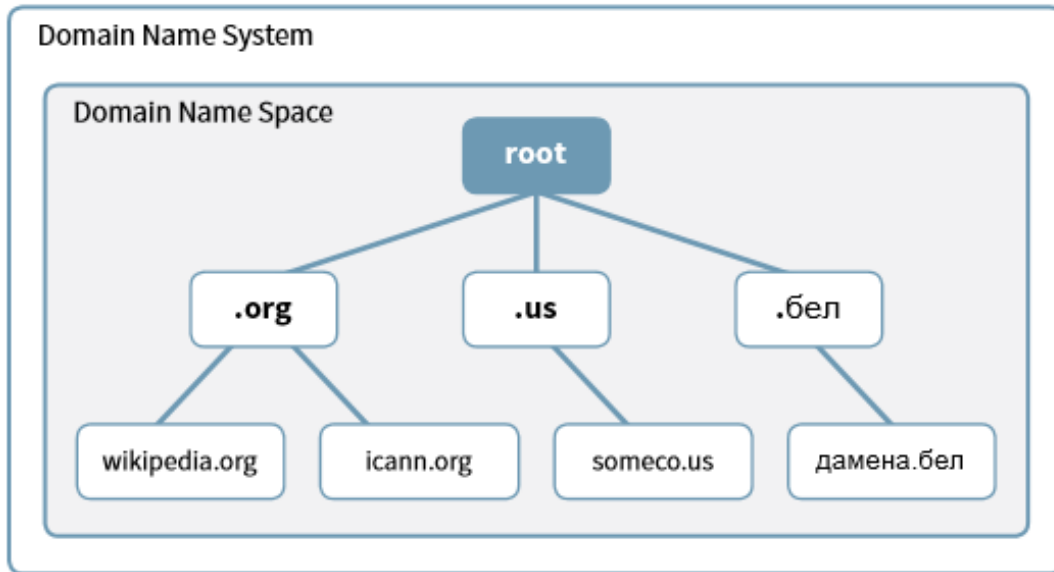 Domain Name System
Domain Name Space
root
.org
.us
.бел
wikipedia.org
icann.org
someco.us
дамена.бел